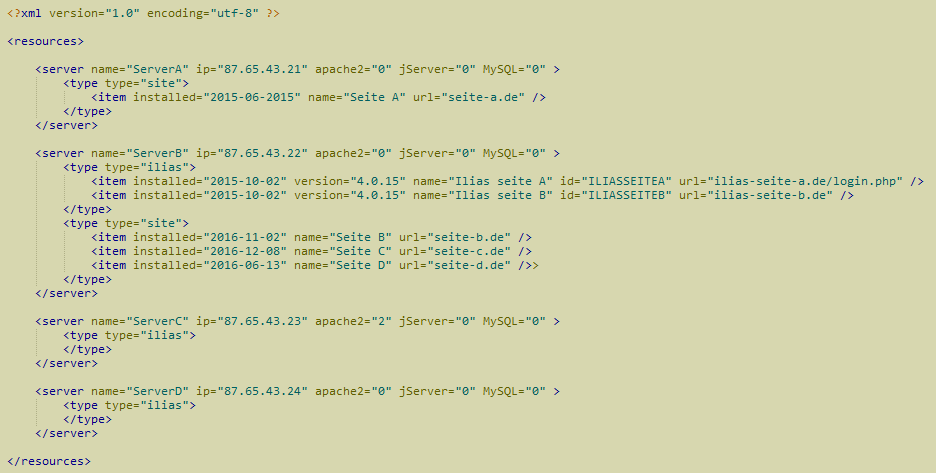 <?xml version="1.0" encoding="utf-8" ?>
<resources>
<server name="ServerA" ip="87.65.43.21" apache2="0" jServer="0" MySQL="0" >
<type type="site">
<item installed="2015-06-2015" name="Seite A" url="seite-a.de" />
</type>
</server>
<server name="ServerB" ip="87.65.43.22" apache2="0" jServer="0" MySQL="0" >
<type type="ilias">
<item installed="2015-10-02" version="4.0.15" name="Ilias seite A" id="ILIASSEITEA" url="ilias-seite-a.de/login.php" />
<item installed="2015-10-02" version="4.0.15" name="Ilias seite B" id="ILIASSEITEB" url="ilias-seite-b.de" />
</type>
<type type="site">
<item installed="2016-11-02" name="Seite B" url="seite-b.de" />
<item installed="2016-12-08" name="Seite C" url="seite-c.de" />
<item installed="2016-06-13" name="Seite D" url="seite-d.de" />>
</type>
</server>
<server name="ServerC" ip="87.65.43.23" apache2="2" jServer="0" MySQL="0" >
<type type="ilias">
</type>
</server>
<server name="ServerD" ip="87.65.43.24" apache2="0" jServer="0" MySQL="0" >
<type type="ilias">
</type>
</server>
</resources>